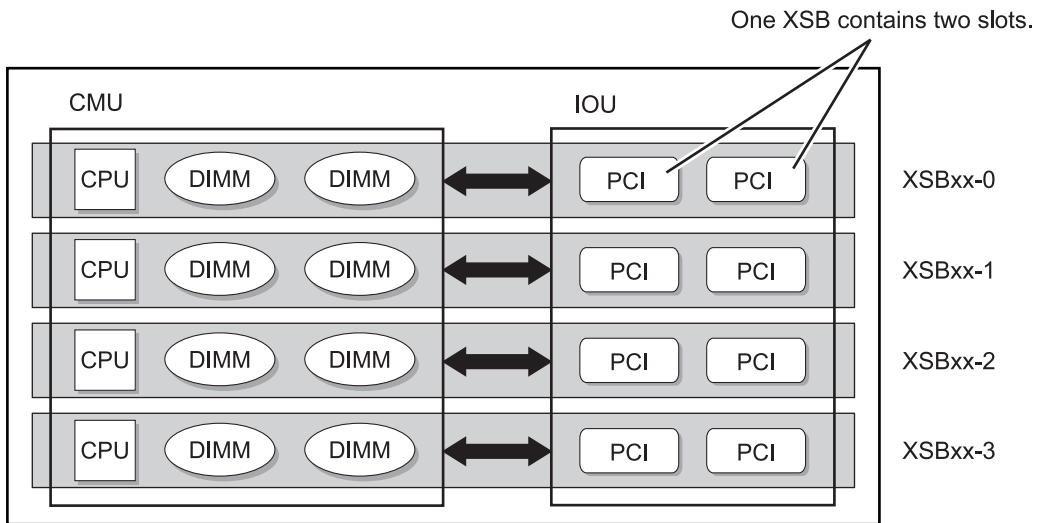 One XSB contains two slots.
CMU IOU
CPU DIMM DIMM PCI PCI XSBxx-0
CPU DIMM DIMM PCI PCI XSBxx-1
CPU DIMM DIMM PCI PCI XSBxx-2
CPU DIMM DIMM PCI PCI XSBxx-3